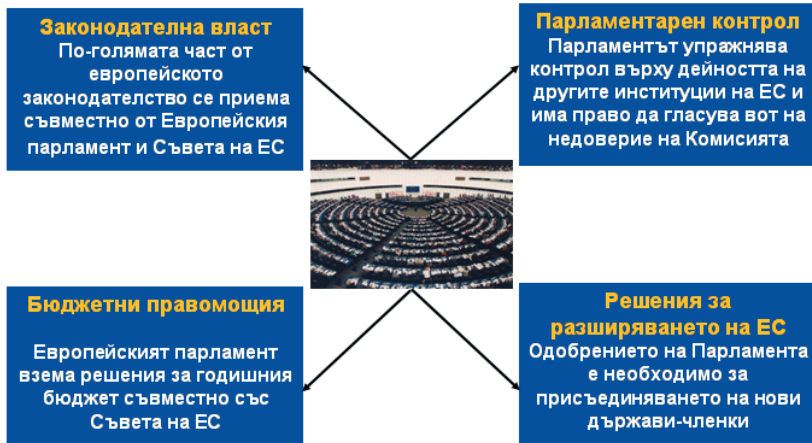 Законодателна власт
По-голямата част от
европейското
законодателство се приема
съвместно от Европейския
парламент и Съвета на ЕС
Парламентарен контрол
Парламентът упражнява
контрол върху дейността на
другите институции на ЕС и
има право да гласува вот на
недоверие на Комисията
Бюджетни правомощия
Европейският парламент
взема решения за годишния
бюджет съвместно със
Съвета на ЕС
Решения за
разширяването на ЕС
Одобрението на Парламента
е необходимо за
присъединяването на нови
държави-членки